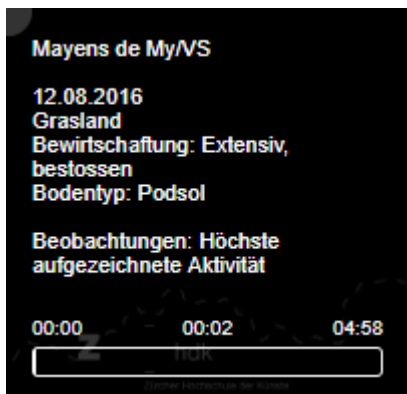 Mayens de My/VS
12.08.2016
Grasland
Bewirtschaftung: Extensiv,
bestossen
Bodentyp: Podsol
Beobachtungen: Höchste
aufgezeichnete Aktivität
00:00 00:02 04:58
z
hdk
Zürcher Hochschule der Künste